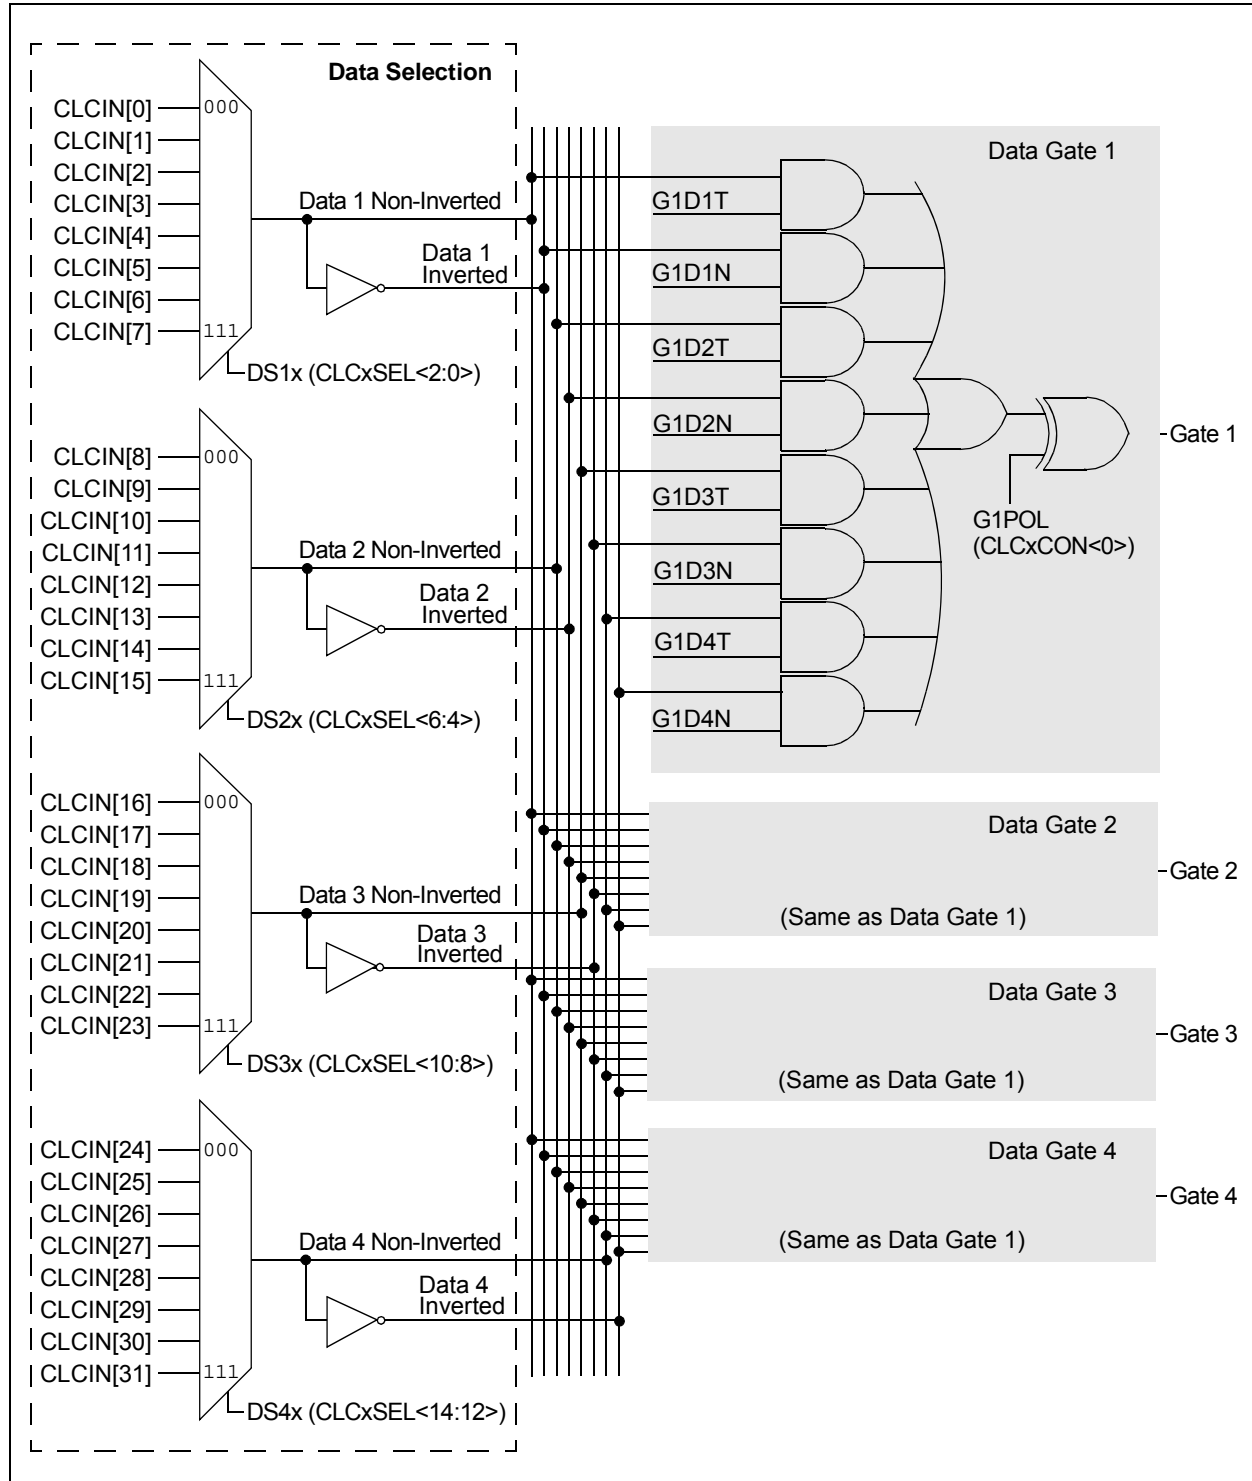 Data Selection
CLCIN[0]
CLCIN[1]
CLCIN[2]
CLCIN[3]
CLCIN[4]
CLCIN[5]
CLCIN[6]
CLCIN[7]
000
111
Data 1 Non-Inverted
Data 1
Inverted
DS1x (CLCxSEL<2:0>)
CLCIN[8]
CLCIN[9]
CLCIN[10]
CLCIN[11]
CLCIN[12]
CLCIN[13]
CLCIN[14]
CLCIN[15]
000
111
Data 2 Non-Inverted
Data 2
Inverted
DS2x (CLCxSEL<6:4>)
CLCIN[16]
CLCIN[17]
CLCIN[18]
CLCIN[19]
CLCIN[20]
CLCIN[21]
CLCIN[22]
CLCIN[23]
000
111
Data 3 Non-Inverted
Data 3
Inverted
DS3x (CLCxSEL<10:8>)
CLCIN[24]
CLCIN[25]
CLCIN[26]
CLCIN[27]
CLCIN[28]
CLCIN[29]
CLCIN[30]
CLCIN[31]
000
111
Data 4 Non-Inverted
Data 4
Inverted
DS4x (CLCxSEL<14:12>)
Data Gate 1
G1D1T
G1D1N
G1D2T
G1D2N
G1D3T
G1D3N
G1D4T
G1D4N
G1POL
(CLCxCON<0>)
Gate 1
Data Gate 2
(Same as Data Gate 1)
Gate 2
Data Gate 3
(Same as Data Gate 1)
Gate 3
Data Gate 4
(Same as Data Gate 1)
Gate 4